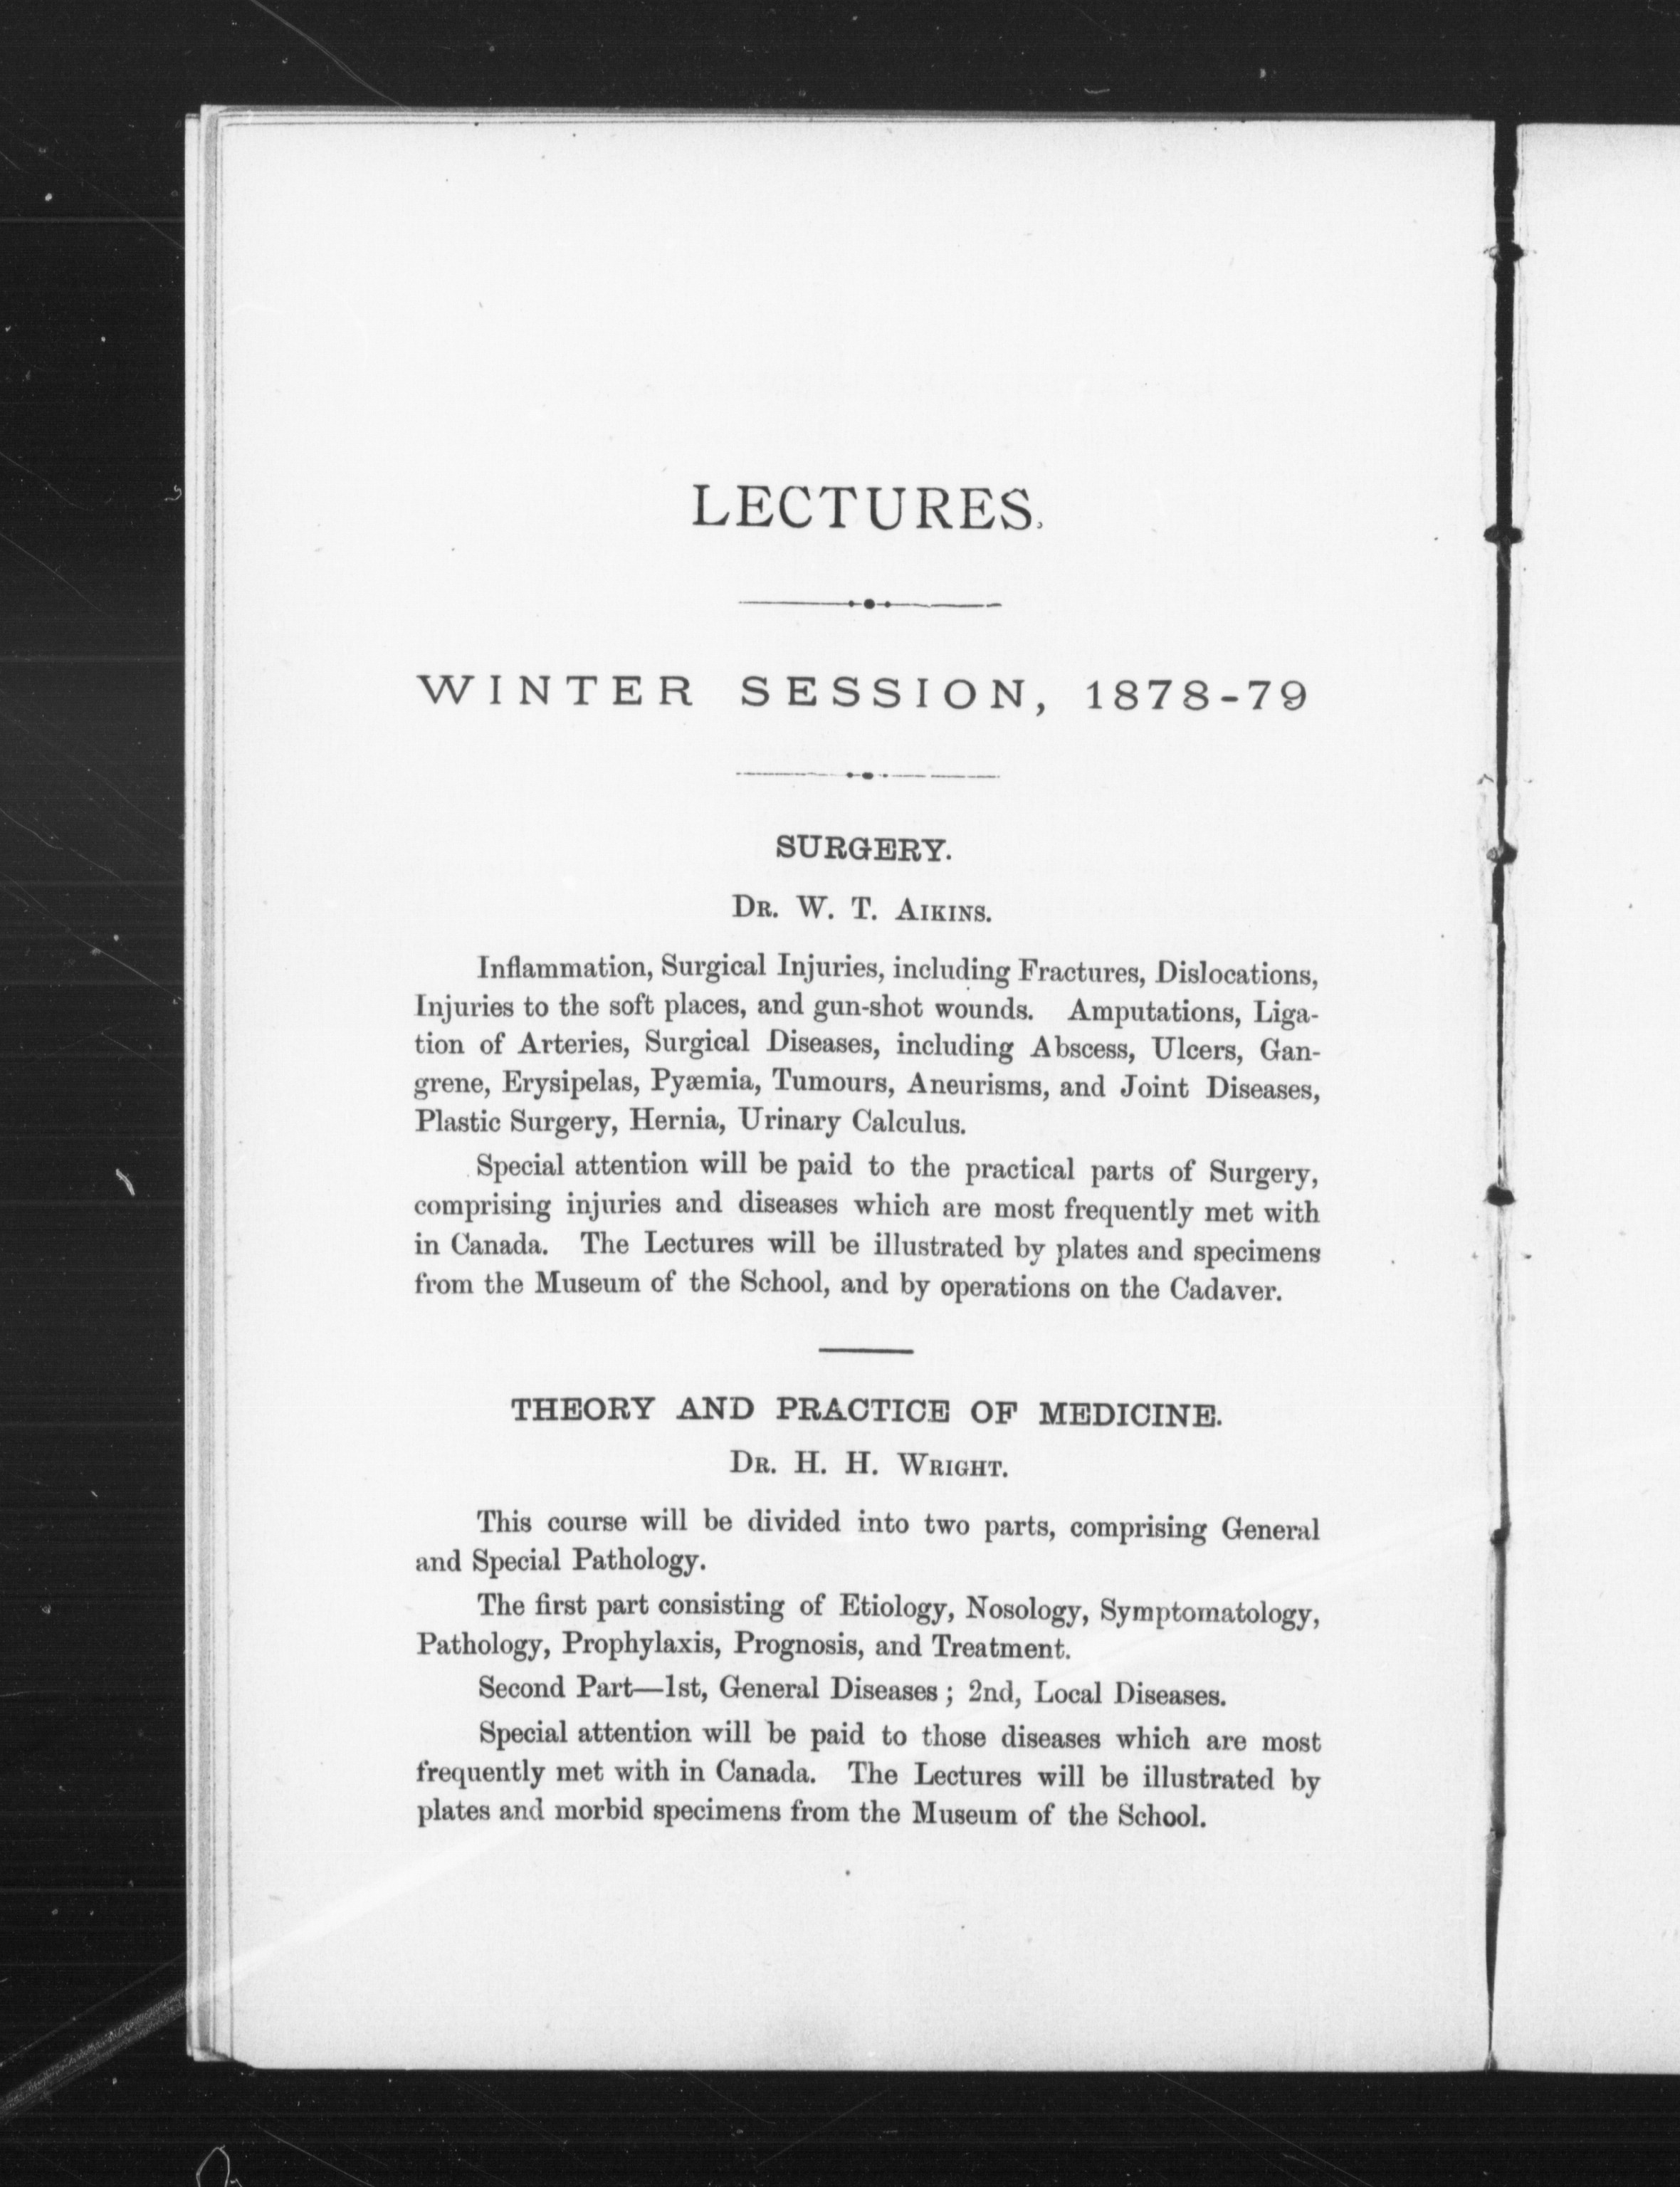 LECTURES.
WINTER SESSION, 1878-79
SURGERY.
DR. W. T. AIKINS.
Inflammation, Surgical Injuries, including Fractures, Dislocations,
Injuries to the soft places, and gun-shot wounds. Amputations, Liga-
tion of Arteries, Surgical Diseases, including Abscess, Ulcers, Gan-
grene, Erysipelas, Pyæmia, Tumours, Aneurisms, and Joint Diseases,
Plastic Surgery, Hernia, Urinary Calculus.
Special attention will be paid to the practical parts of Surgery,
comprising injuries and diseases which are most frequently met with
in Canada. The Lectures will be illustrated by plates and specimens
from the Museum of the School, and by operations on the Cadaver.
THEORY AND PRACTICE OF MEDICINE.
DR. H. H. WRIGHT.
This course will be divided into two parts, comprising General
and Special Pathology.
The first part consisting of Etiology, Nosology, Symptomatology,
Pathology, Prophylaxis, Prognosis, and Treatment.
Second Part—1st, General Diseases ; 2nd, Local Diseases.
Special attention will be paid to those diseases which are most
frequently met with in Canada. The Lectures will be illustrated by
plates and morbid specimens from the Museum of the School.